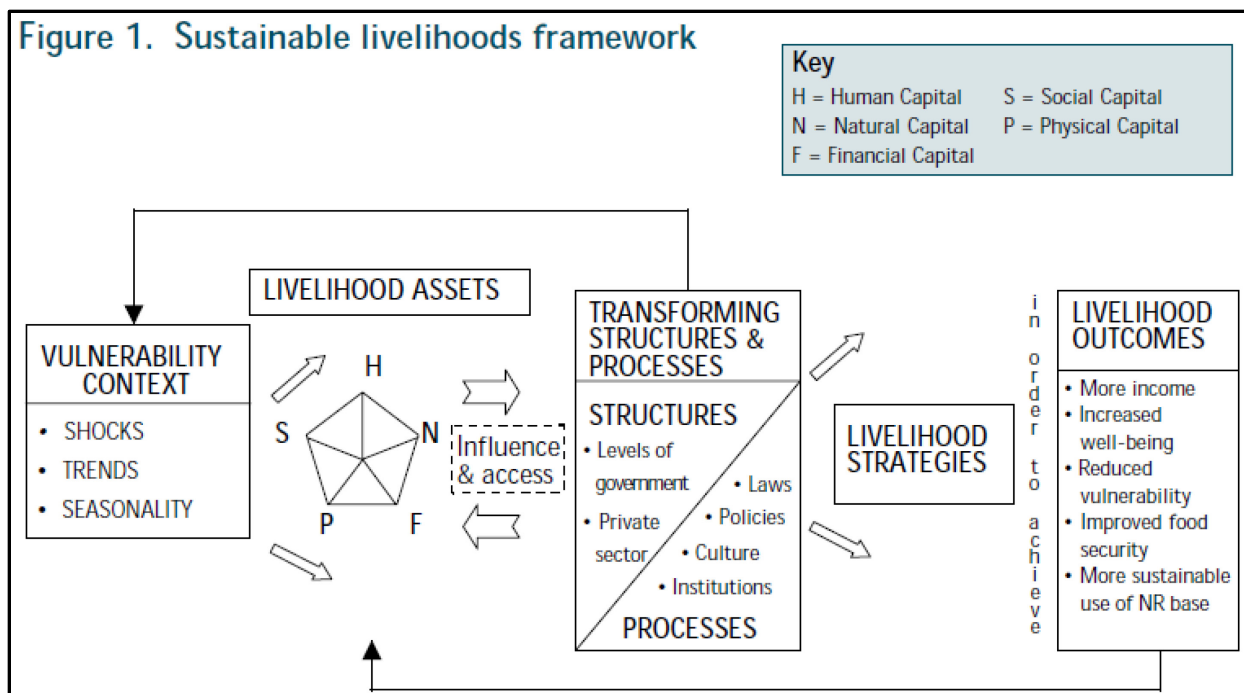 Figure 1. Sustainable livelihoods framework
Key
H = Human Capital S = Social Capital
N = Natural Capital P = Physical Capital
F = Financial Capital
LIVELIHOOD ASSETS
VULNERABILITY
CONTEXT
• SHOCKS
• TRENDS
• SEASONALITY
H
S
N
P
F
Influence
& access
TRANSFORMING
STRUCTURES &
PROCESSES
STRUCTURES
• Levels of
government
• Private
sector
• Laws
• Policies
• Culture
• Institutions
PROCESSES
LIVELIHOOD
STRATEGIES
in order to achieve
LIVELIHOOD
OUTCOMES
• More income
• Increased
well-being
• Reduced
vulnerability
• Improved food
security
• More sustainable
use of NR base